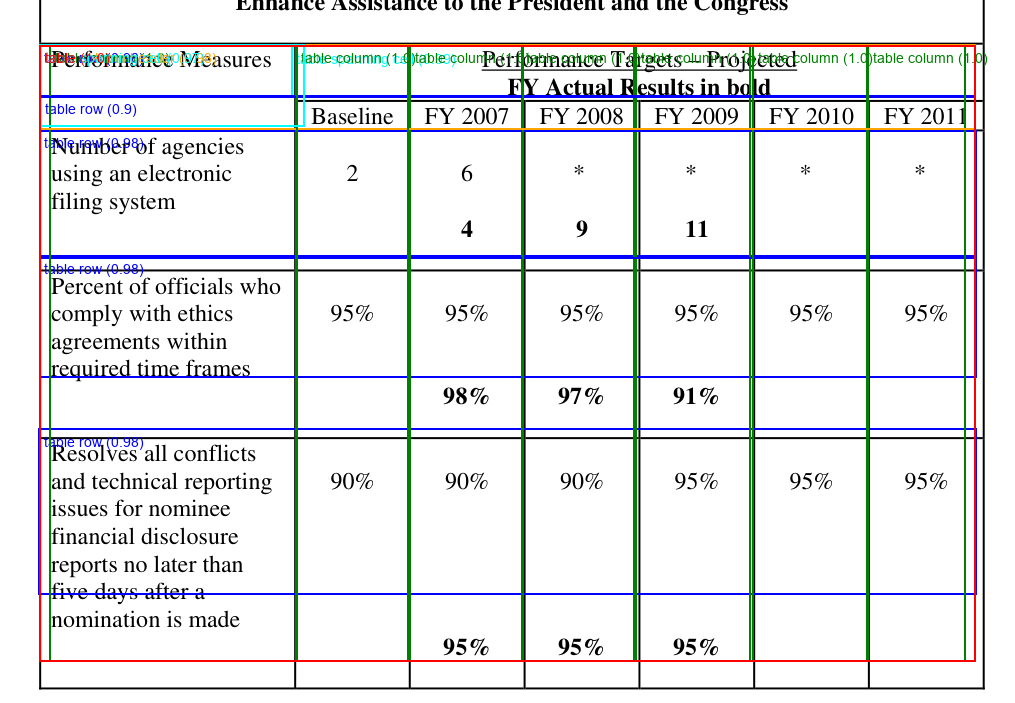 Enhance Assistance to the President and the Congress
Performance Measures
Performance Targets – Projected
FY Actual Results in bold
table column (1.0) table column (1.0) table column (1.0) table column (1.0) table column (1.0)
table row (0.9)
Baseline FY 2007 FY 2008 FY 2009 FY 2010 FY 2011
table row (0.98)
Number of agencies
using an electronic 2 6 * * * *
filing system
4 9 11
table row (0.98)
Percent of officials who
comply with ethics 95% 95% 95% 95% 95% 95%
agreements within
required time frames
98% 97% 91%
table row (0.98)
Resolves all conflicts
and technical reporting 90% 90% 90% 95% 95% 95%
issues for nominee
financial disclosure
reports no later than
five days after a
nomination is made
95% 95% 95%